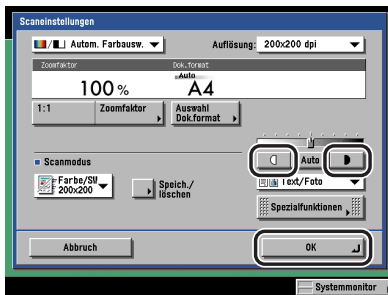 Scaneinstellungen
Autom. Farbausw.
Auflösung: 200x200 dpi
Zoomfaktor Dok.format
Auto
100 % A4
1:1 Zoomfaktor Auswahl
Dok.format
Auto
Scanmodus
Farbe/SW
200x200
Speich./
löschen
Text/Foto
Spezialfunktionen
Abbruch OK
Systemmonitor